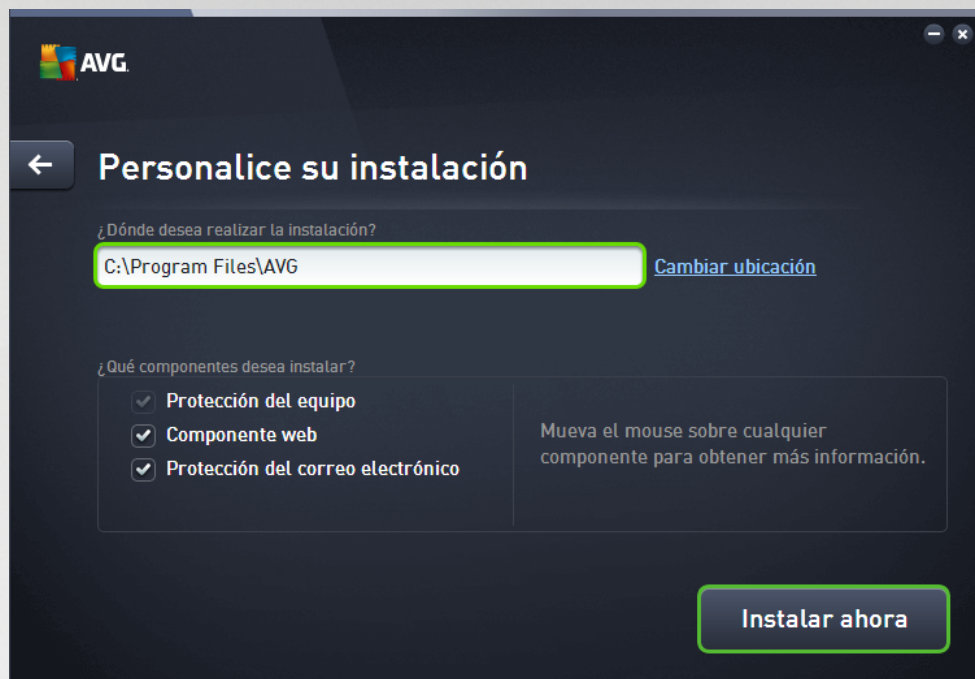 AVG.
Personalice su instalación
¿Dónde desea realizar la instalación?
C:\Program Files\AVG
Cambiar ubicación
¿Qué componentes desea instalar?
Protección del equipo
Componente web
Protección del correo electrónico
Mueva el mouse sobre cualquier
componente para obtener más información.
Instalar ahora